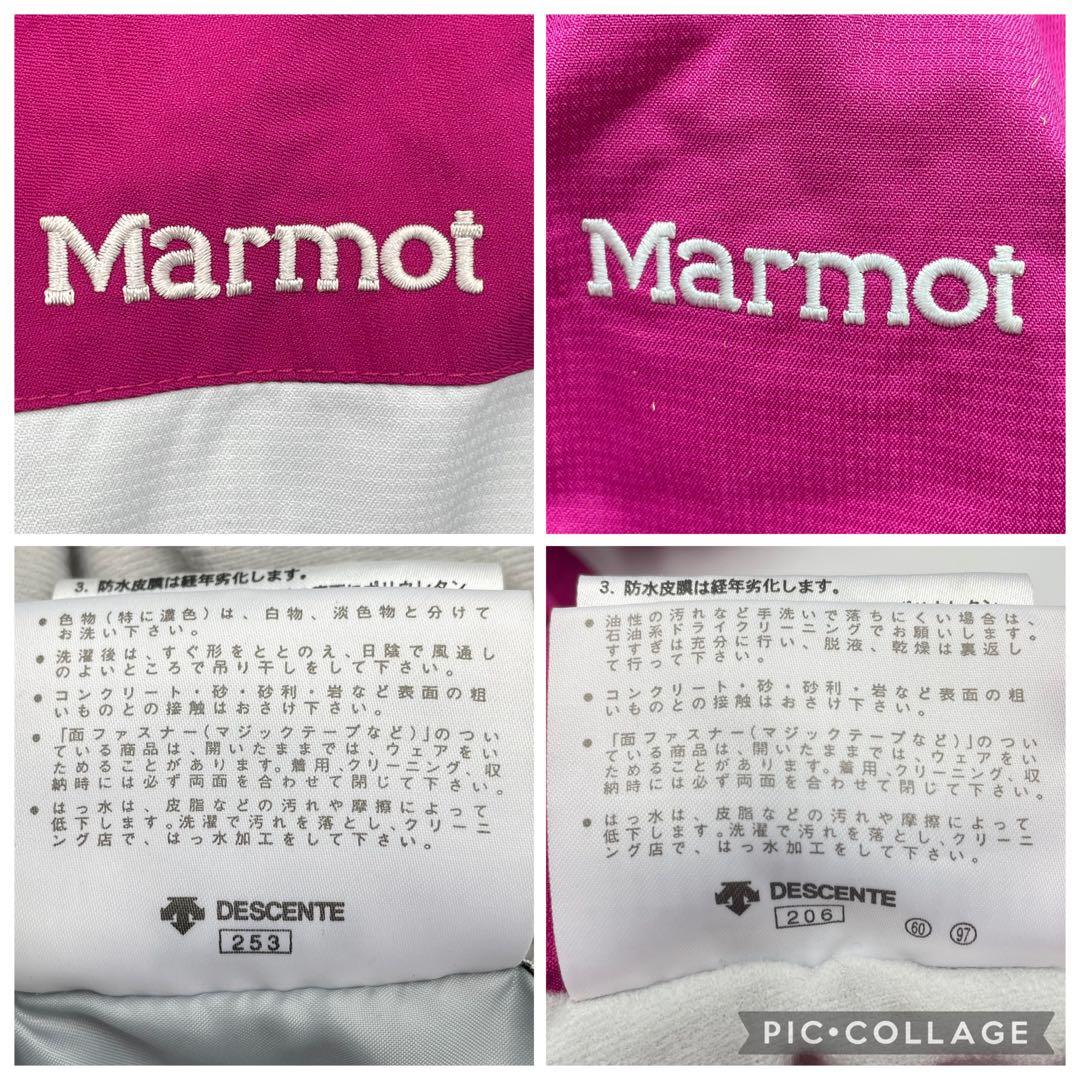 Marmot
Marmot
3. 防水皮膜は経年劣化します。
ポリウレタン
● 色物(特に濃色)は、白物、淡色物と分けて
お洗い下さい。
● 洗濯後は、すぐ形をととのえ、日陰で風通し
のよいところで吊り干しをして下さい。
● コンクリート・砂・砂利・岩など表面の粗
いものとの接触はおさけ下さい。
● 「面ファスナー(マジックテープなど)」のつい
ている商品は、開いたままでは、ウェアをい
ためることがあります。着用、クリーニング、収
納時には必ず両面を合わせて閉じて下さい。
● はっ水は、皮脂などの汚れや摩擦によって
低下します。洗濯で汚れを落とし、クリーニ
ング店で、はっ水加工をして下さい。
DESCENTE
253
3. 防水皮膜は経年劣化します。
● 油性の汚れなど手洗いで落ちにくい場合は、
石油系ドライクリーニングでお願いします。
すすぎは充分に行い、脱液、乾燥は裏返し
て行って下さい。
● コンクリート・砂・砂利・岩など表面の粗
いものとの接触はおさけ下さい。
● 「面ファスナー(マジックテープなど)」のつい
ている商品は、開いたままでは、ウェアをい
ためることがあります。着用、クリーニング、収
納時には必ず両面を合わせて閉じて下さい。
● はっ水は、皮脂などの汚れや摩擦によって
低下します。洗濯で汚れを落とし、クリーニ
ング店で、はっ水加工をして下さい。
DESCENTE
206
60 97
PIC•COLLAGE